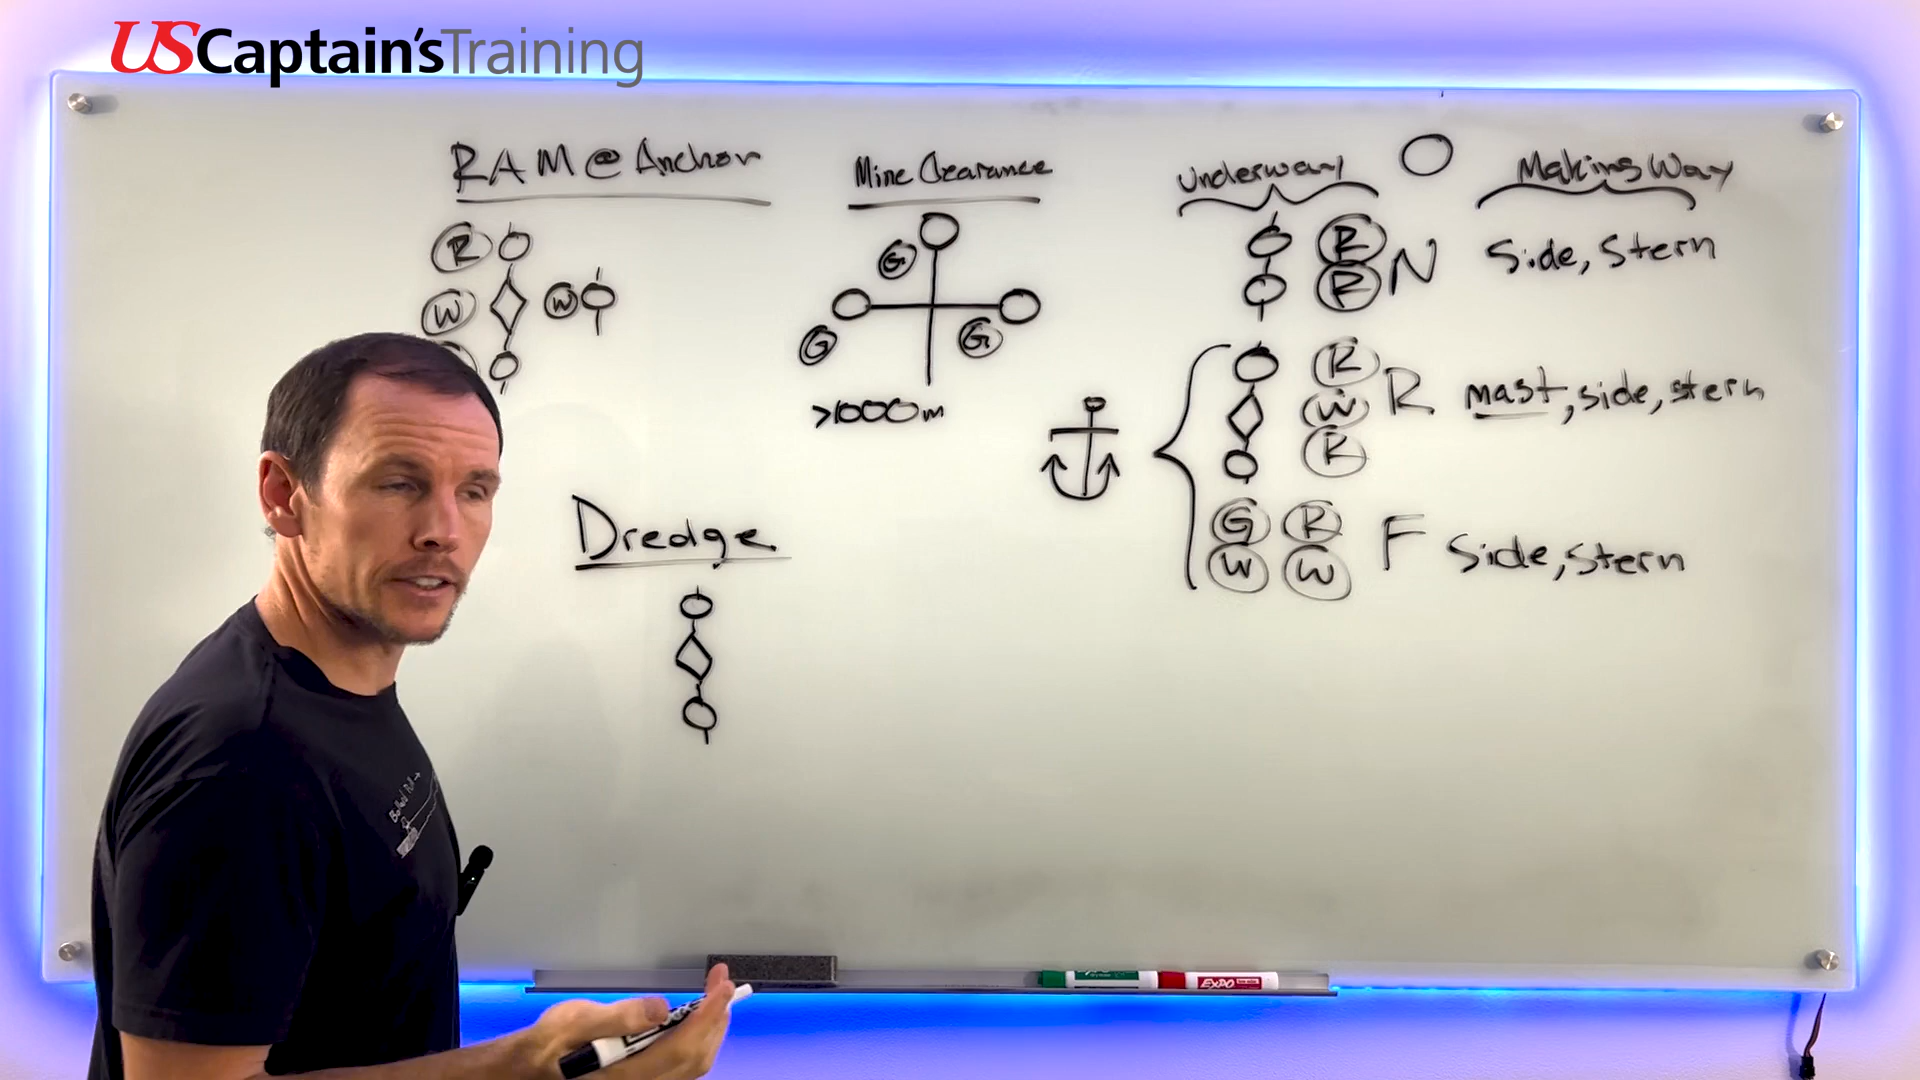 USCaptain'sTraining
RAM@Anchor
R
W
W
Mine Clearance
G
G
G
>1000m
Underway
Making Way
R
R
N
Side, Stern
R
W
R
R
mast, side, stern
G
R
W
W
F
Side, Stern
Dredge
EXPO